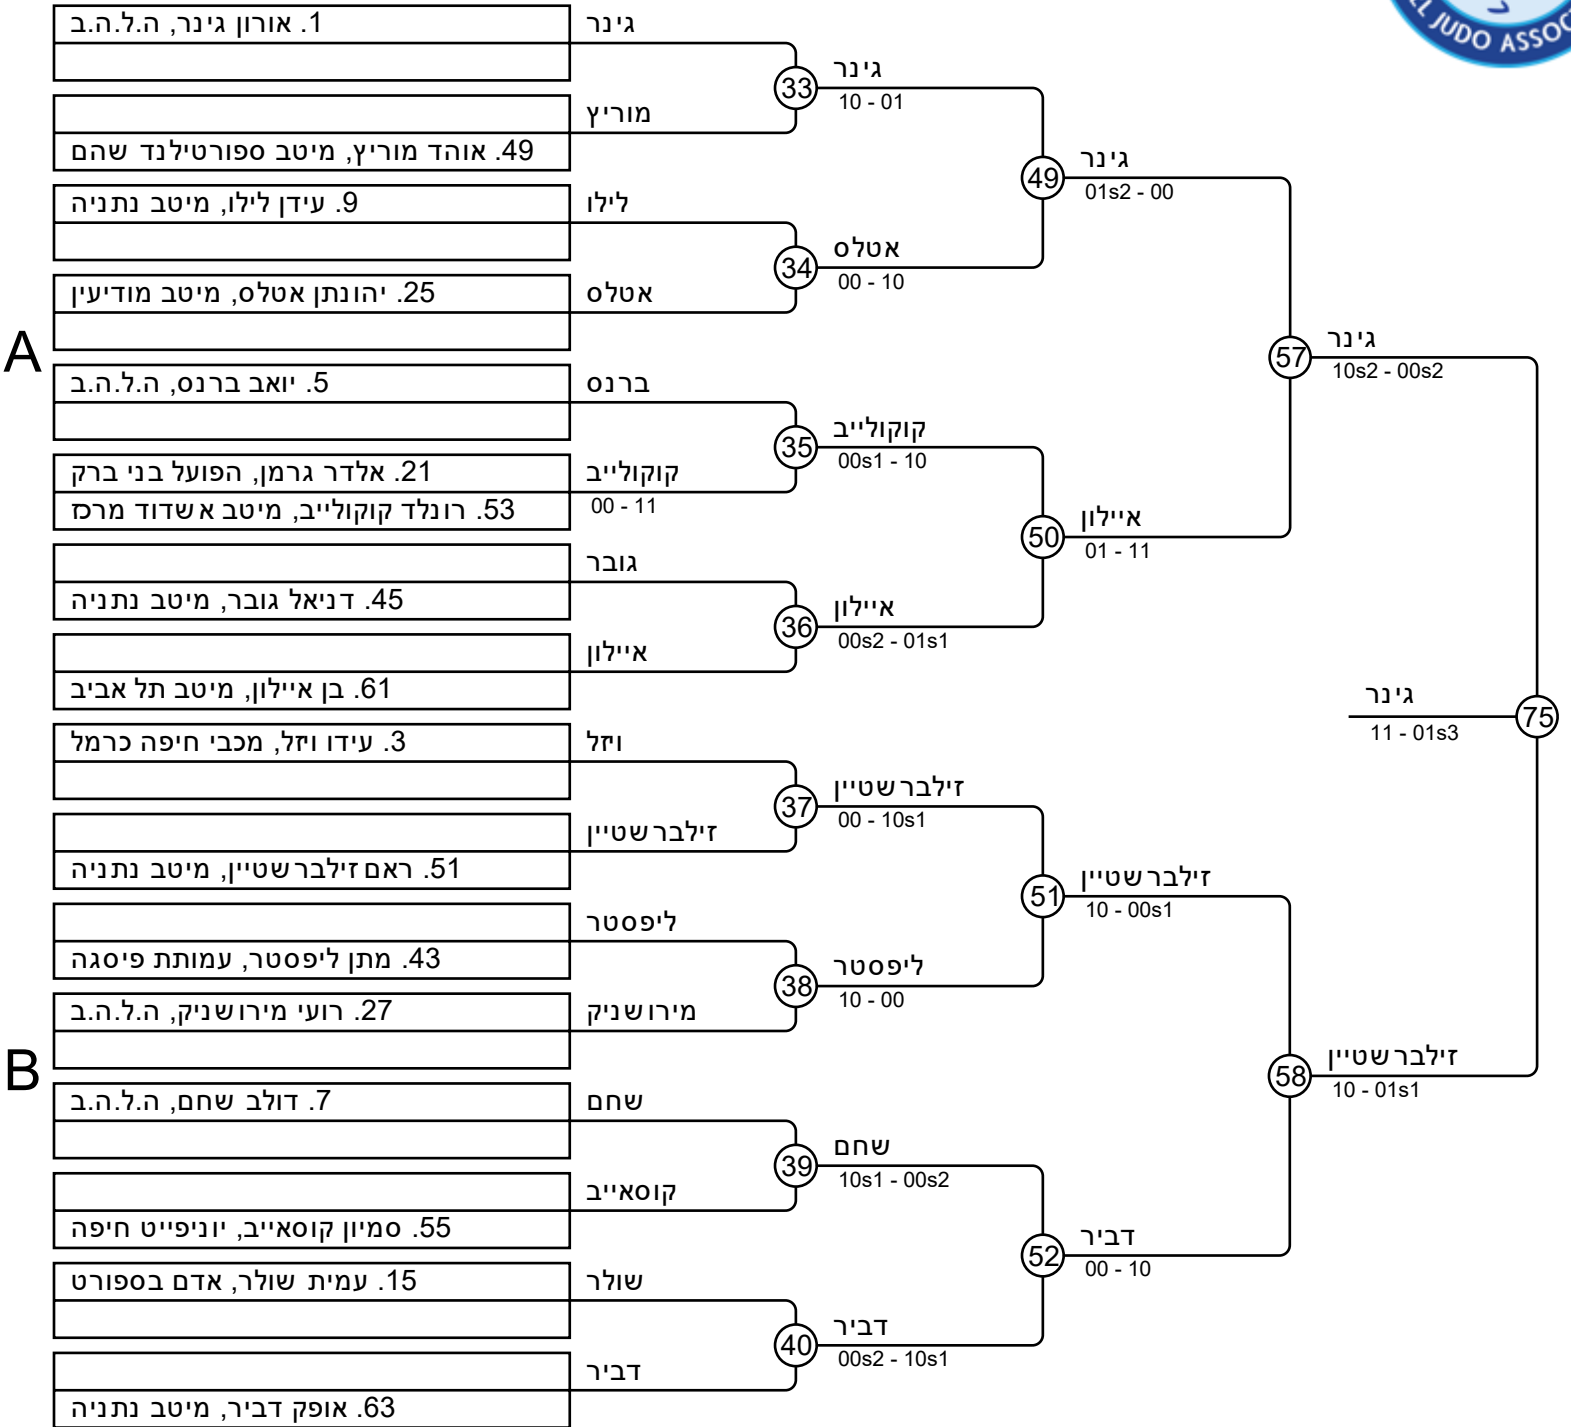 EL JUDO ASSOC
1. אורון גינר, ה.ל.ה.ב
גינר
33
גינר
10 - 01
מוריץ
49. אוהד מוריץ, מיטב ספורטילנד שהם
49
גינר
01s2 - 00
9. עידן לילו, מיטב נתניה
לילו
34
אטלס
00 - 10
25. יהונתן אטלס, מיטב מודיעין
אטלס
A
57
גינר
10s2 - 00s2
5. יואב ברנס, ה.ל.ה.ב
ברנס
35
קוקולייב
00s1 - 10
21. אלדר גרמן, הפועל בני ברק
קוקולייב
00 - 11
53. רונלד קוקולייב, מיטב אשדוד מרכז
50
איילון
01 - 11
גובר
45. דניאל גובר, מיטב נתניה
36
איילון
00s2 - 01s1
איילון
61. בן איילון, מיטב תל אביב
גינר
75
11 - 01s3
3. עידו ויזל, מכבי חיפה כרמל
ויזל
37
זילברשטיין
00 - 10s1
זילברשטיין
51. ראם זילברשטיין, מיטב נתניה
51
זילברשטיין
10 - 00s1
ליפסטר
43. מתן ליפסטר, עמותת פיסגה
38
ליפסטר
10 - 00
27. רועי מירושניק, ה.ל.ה.ב
מירושניק
B
58
זילברשטיין
10 - 01s1
7. דולב שחם, ה.ל.ה.ב
שחם
39
שחם
10s1 - 00s2
קוסאייב
55. סמיון קוסאייב, יוניפייט חיפה
52
דביר
00 - 10
15. עמית שולר, אדם בספורט
שולר
40
דביר
00s2 - 10s1
דביר
63. אופק דביר, מיטב נתניה